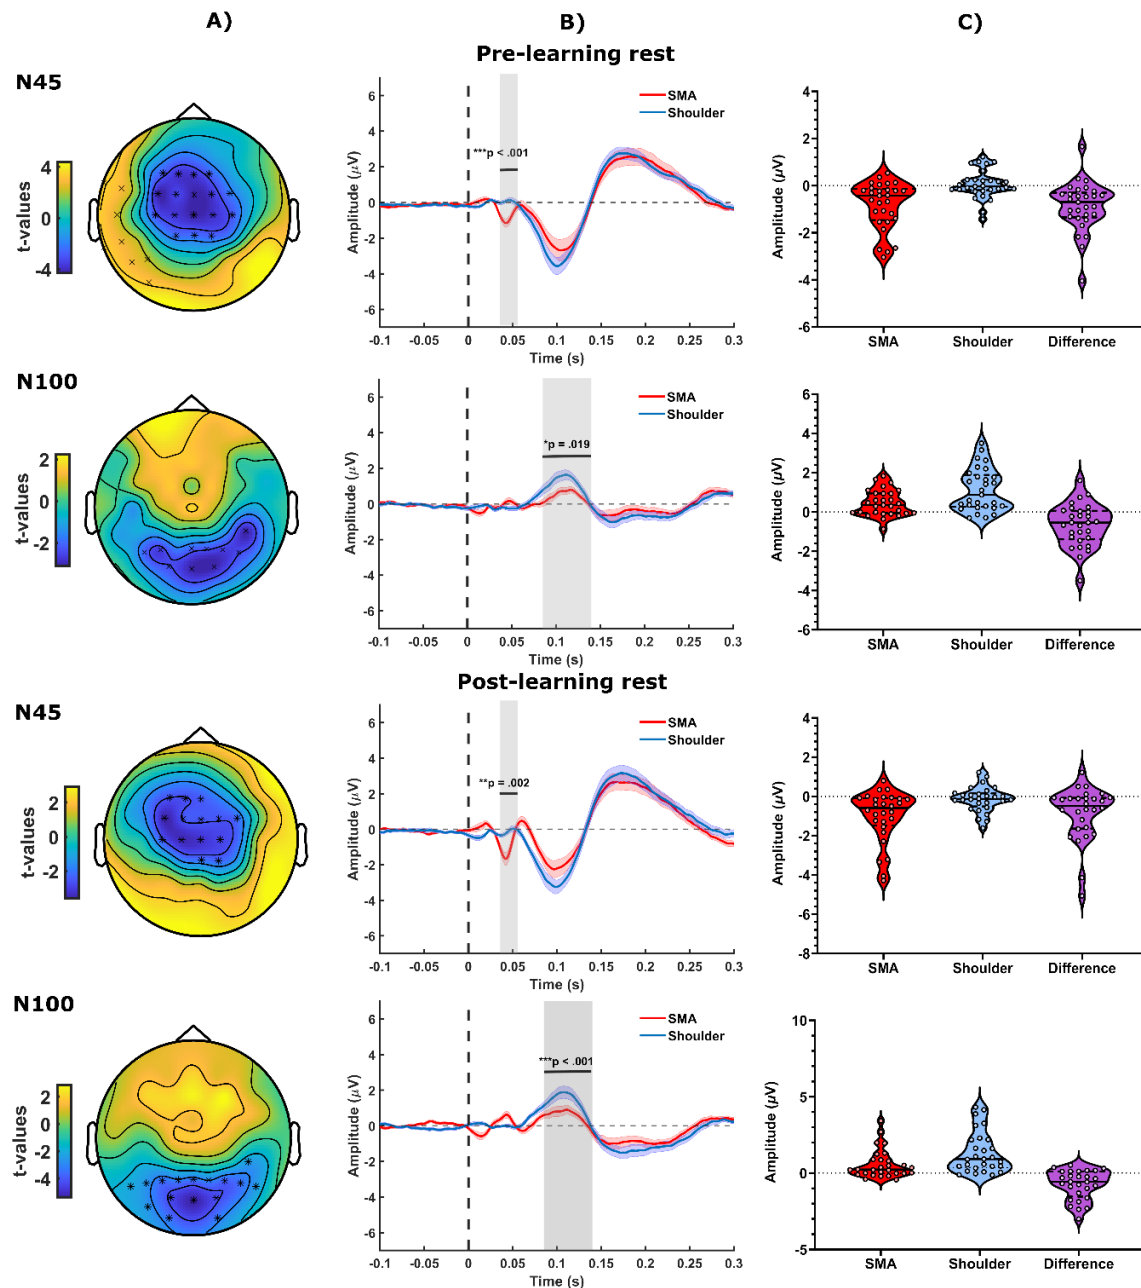 A)
B)
C)
Pre-learning rest
N45
t-values
4
0
-4
***p < .001
SMA
Shoulder
Amplitude (μV)
6
4
2
0
-2
-4
-6
-0.1
-0.05
0
0.05
0.1
0.15
0.2
0.25
0.3
Time (s)
Amplitude (μV)
4
2
0
-2
-4
-6
SMA
Shoulder
Difference
N100
t-values
2
0
-2
*p = .019
SMA
Shoulder
Amplitude (μV)
6
4
2
0
-2
-4
-6
-0.1
-0.05
0
0.05
0.1
0.15
0.2
0.25
0.3
Time (s)
Amplitude (μV)
6
4
2
0
-2
-4
-6
SMA
Shoulder
Difference
Post-learning rest
N45
t-values
2
0
-2
**p = .002
SMA
Shoulder
Amplitude (μV)
6
4
2
0
-2
-4
-6
-0.1
-0.05
0
0.05
0.1
0.15
0.2
0.25
0.3
Time (s)
Amplitude (μV)
4
2
0
-2
-4
-6
-8
SMA
Shoulder
Difference
N100
t-values
2
0
-2
-4
***p < .001
SMA
Shoulder
Amplitude (μV)
6
4
2
0
-2
-4
-6
-0.1
-0.05
0
0.05
0.1
0.15
0.2
0.25
0.3
Time (s)
Amplitude (μV)
10
5
0
-5
SMA
Shoulder
Difference